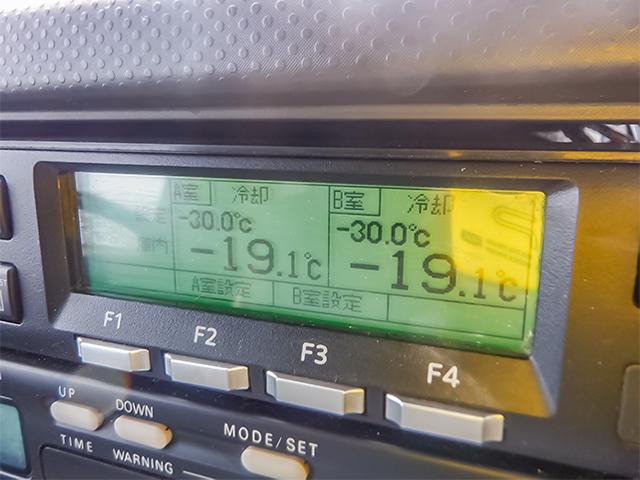 A室 冷却 B室 冷却
設定 -30.0℃ -30.0℃
庫内 -19.1℃ -19.1℃
A室設定 B室設定
F1 F2 F3 F4
UP DOWN MODE/SET
TIME WARNING